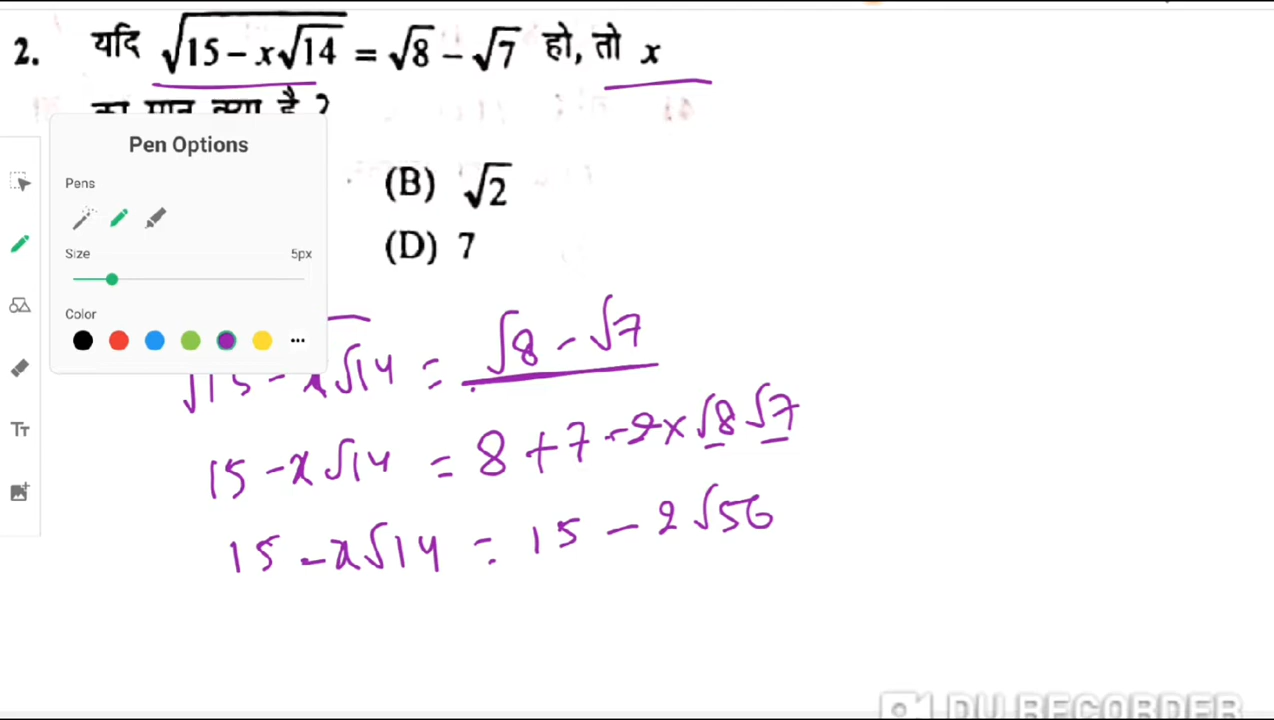 2. यदि √15 – x√14 = √8 – √7 हो, तो x
का मान क्या है ?
Pen Options
Pens
Size 5px
Color
(B) √2
(D) 7
Tт
√15 - x√14 = √8 - √7
15 - x√14 = 8 + 7 - 2 x √8 √7
15 - x√14 = 15 - 2√56
DU RECORDER